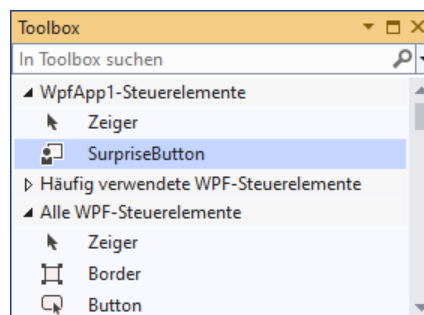 Toolbox
In Toolbox suchen
WpfApp1-Steuerelemente
Zeiger
SurpriseButton
Häufig verwendete WPF-Steuerelemente
Alle WPF-Steuerelemente
Zeiger
Border
Button